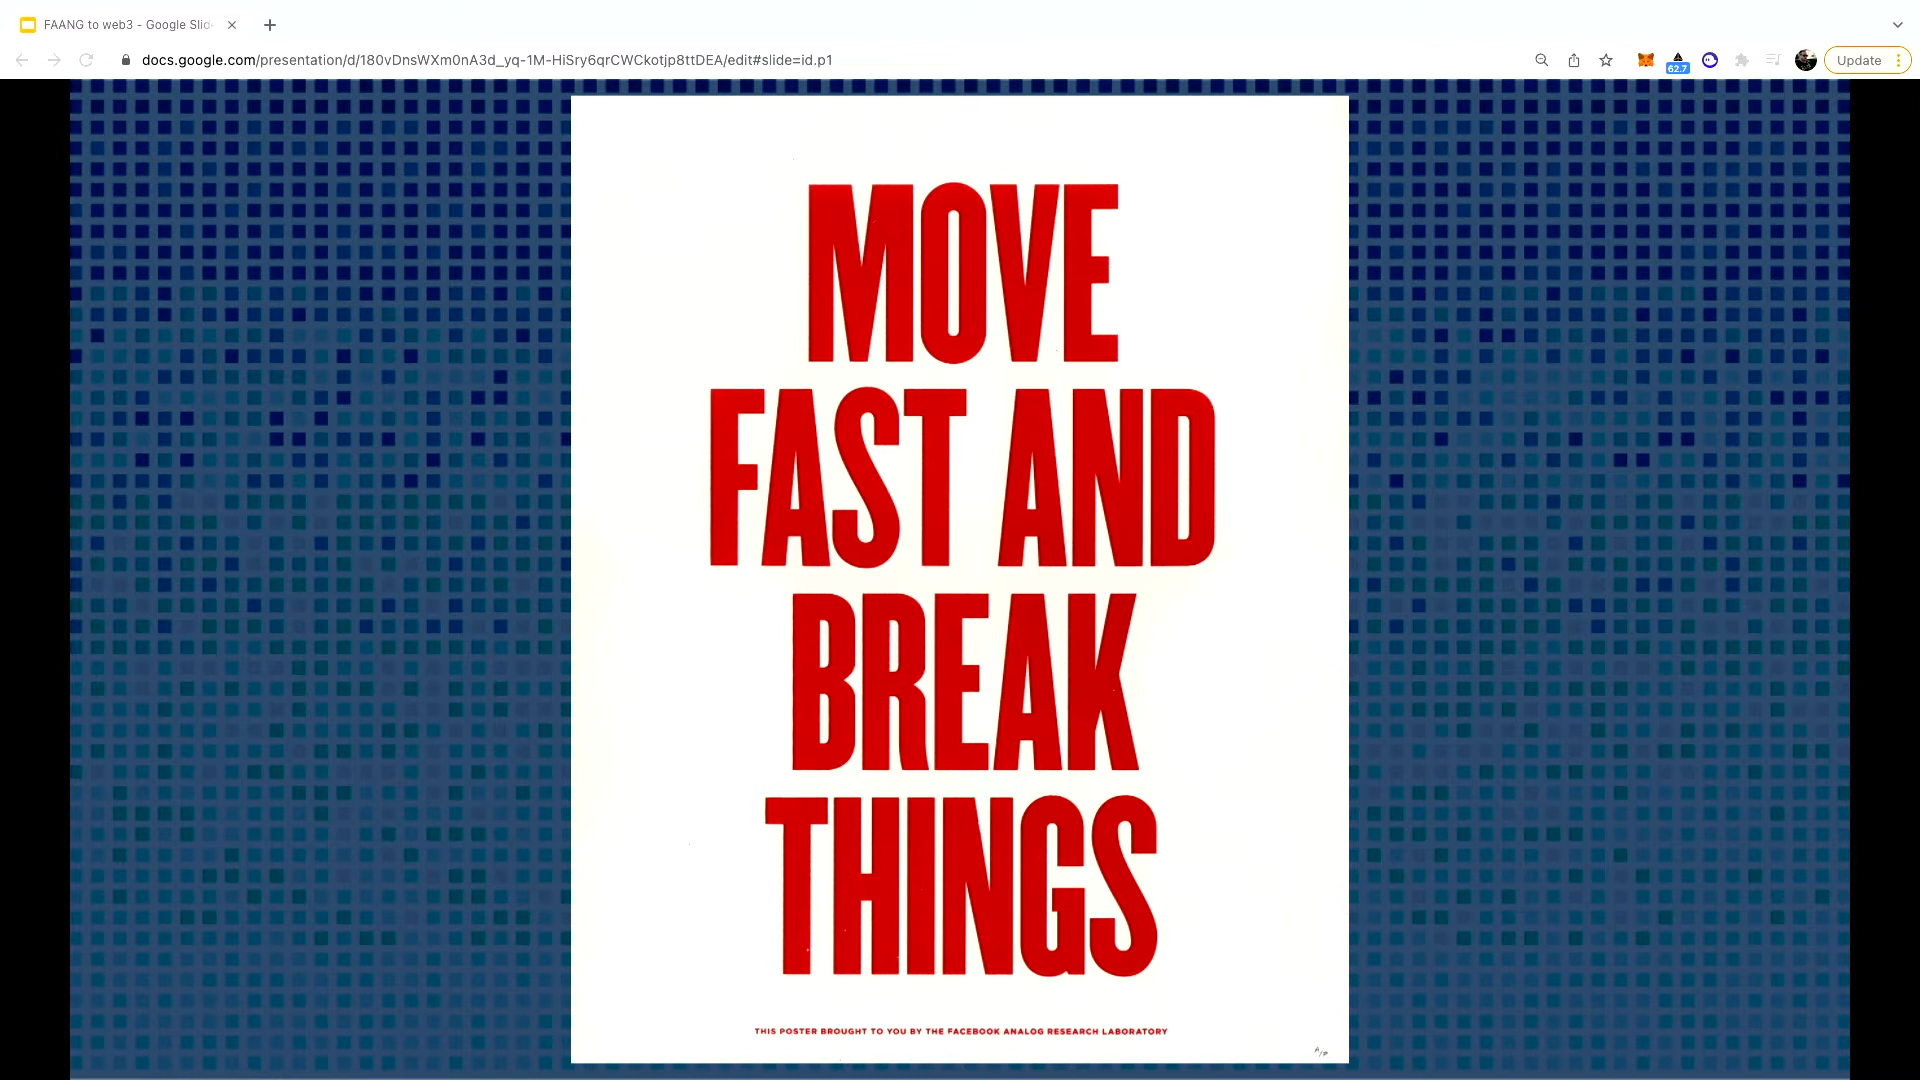 FAANG to web3 - Google Slid
docs.google.com/presentation/d/180vDnsWXm0nA3d_yq-1M-HiSry6qrCWCkotjp8ttDEA/edit#slide=id.p1
62.7
Update
MOVE
FAST AND
BREAK
THINGS
THIS POSTER BROUGHT TO YOU BY THE FACEBOOK ANALOG RESEARCH LABORATORY
A/P